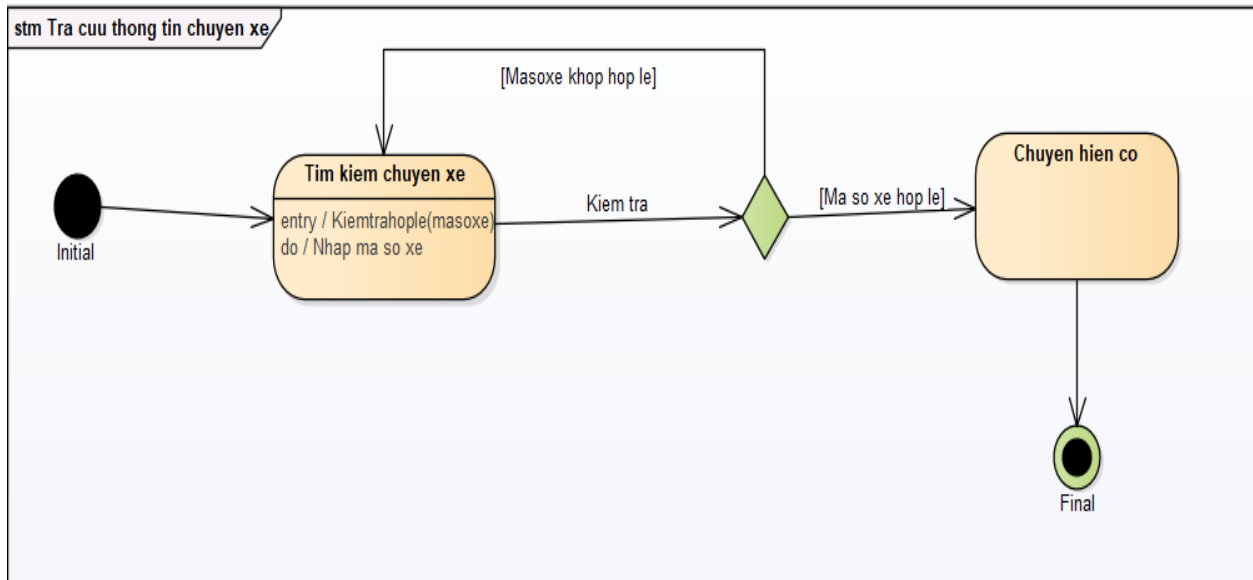 stm Tra cuu thong tin chuyen xe
[Masoxe khop hop le]
Tim kiem chuyen xe
entry / Kiemtrahople(masoxe)
do / Nhap ma so xe
Initial
Kiem tra
[Ma so xe hop le]
Chuyen hien co
Final